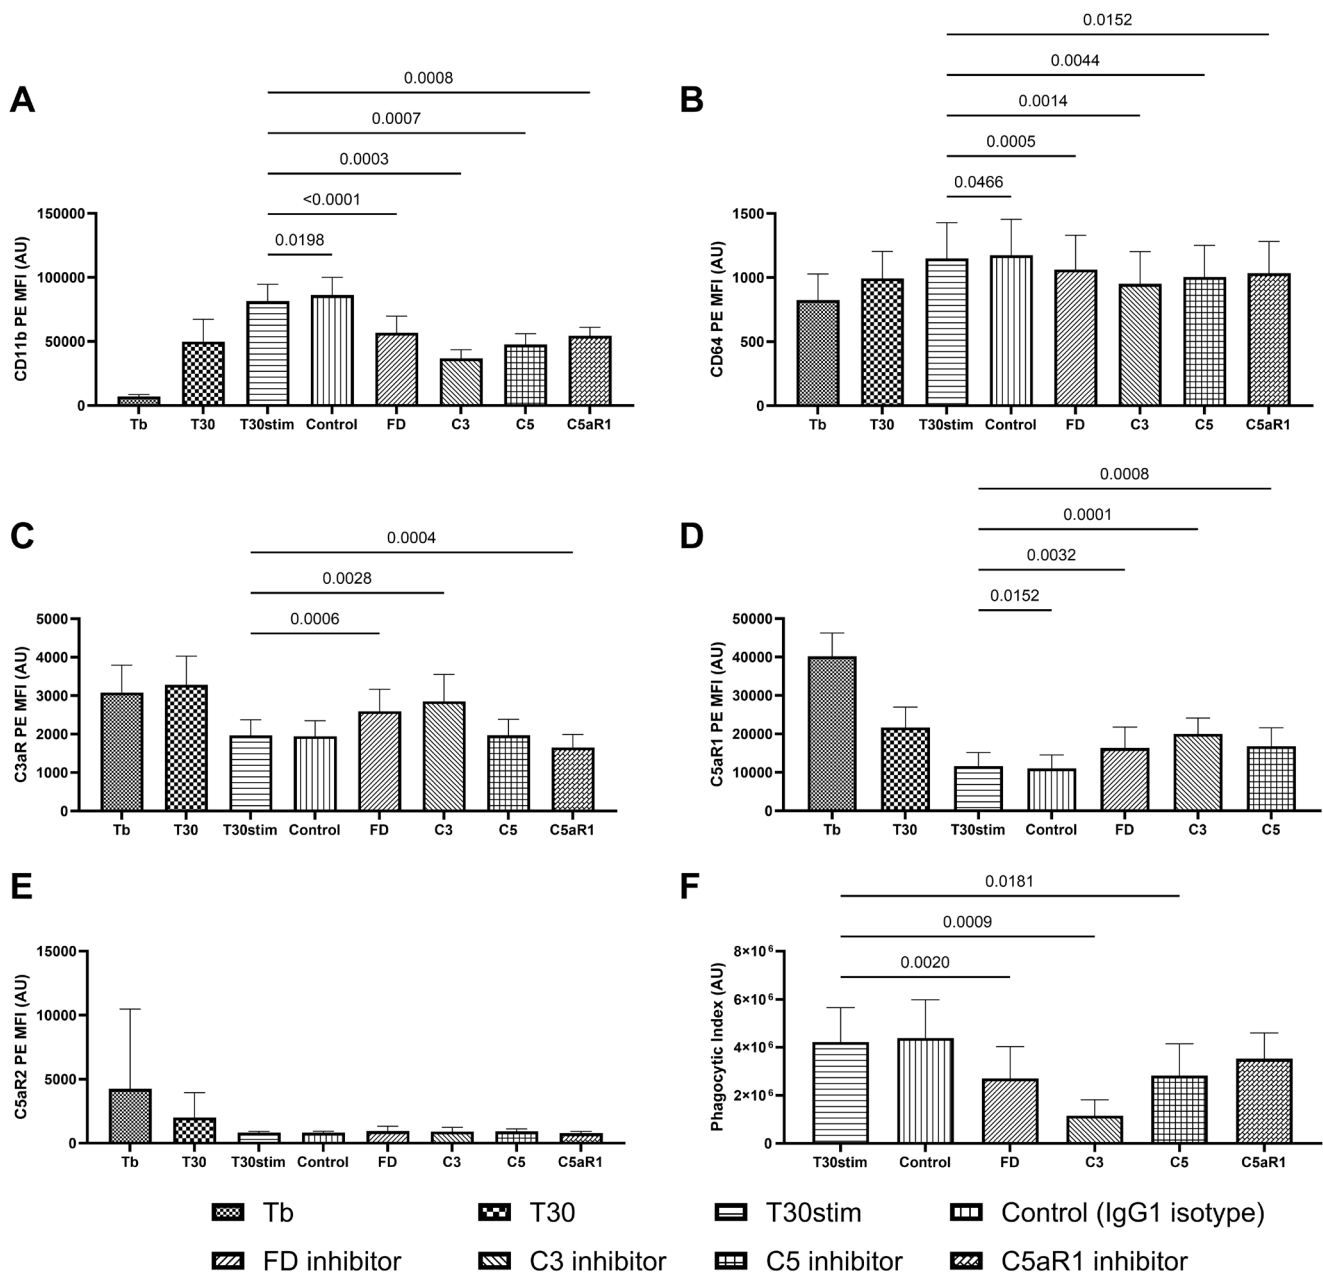 A
0.0008
0.0007
0.0003
<0.0001
0.0198
CD11b PE MFI (AU)
150000
100000
50000
0
Tb T30 T30stim Control FD C3 C5 C5aR1
B
0.0152
0.0044
0.0014
0.0005
0.0466
CD64 PE MFI (AU)
1500
1000
500
0
Tb T30 T30stim Control FD C3 C5 C5aR1
C
0.0004
0.0028
0.0006
C3aR PE MFI (AU)
5000
4000
3000
2000
1000
0
Tb T30 T30stim Control FD C3 C5 C5aR1
D
0.0008
0.0001
0.0032
0.0152
C5aR1 PE MFI (AU)
50000
40000
30000
20000
10000
0
Tb T30 T30stim Control FD C3 C5
E
C5aR2 PE MFI (AU)
15000
10000
5000
0
Tb T30 T30stim Control FD C3 C5 C5aR1
F
0.0181
0.0009
0.0020
Phagocytic Index (AU)
8×10⁶
6×10⁶
4×10⁶
2×10⁶
0
T30stim Control FD C3 C5 C5aR1
Tb T30 T30stim Control (IgG1 isotype)
FD inhibitor C3 inhibitor C5 inhibitor C5aR1 inhibitor